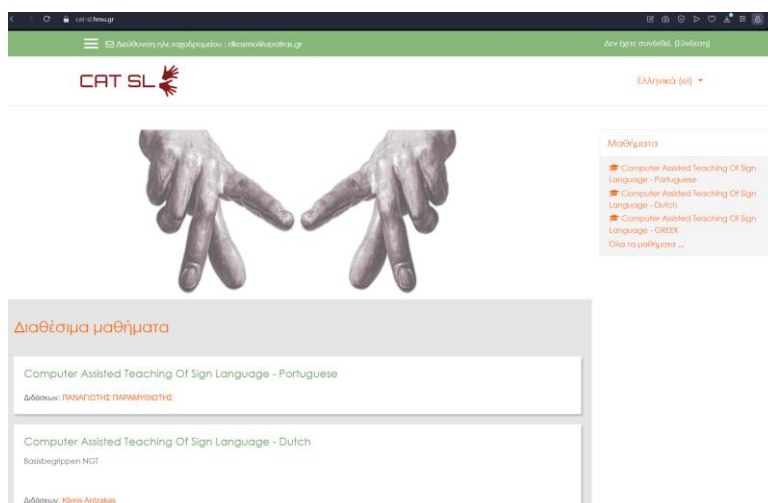 cat-sl.hmu.gr
Διεύθυνση ηλε.ταχυδρομείου : dkosmo@upatras.gr
Δεν έχετε συνδεθεί. (Σύνδεση)
CAT SL
Ελληνικά (el)
Μαθήματα
Computer Assisted Teaching Of Sign
Language - Portuguese
Computer Assisted Teaching Of Sign
Language - Dutch
Computer Assisted Teaching Of Sign
Language - GREEK
Όλα τα μαθήματα ...
Διαθέσιμα μαθήματα
Computer Assisted Teaching Of Sign Language - Portuguese
Διδάσκων: ΠΑΝΑΓΙΩΤΗΣ ΠΑΡΑΜΥΘΙΩΤΗΣ
Computer Assisted Teaching Of Sign Language - Dutch
Basisbegrippen NGT
Διδάσκων: Klimis Antzakas